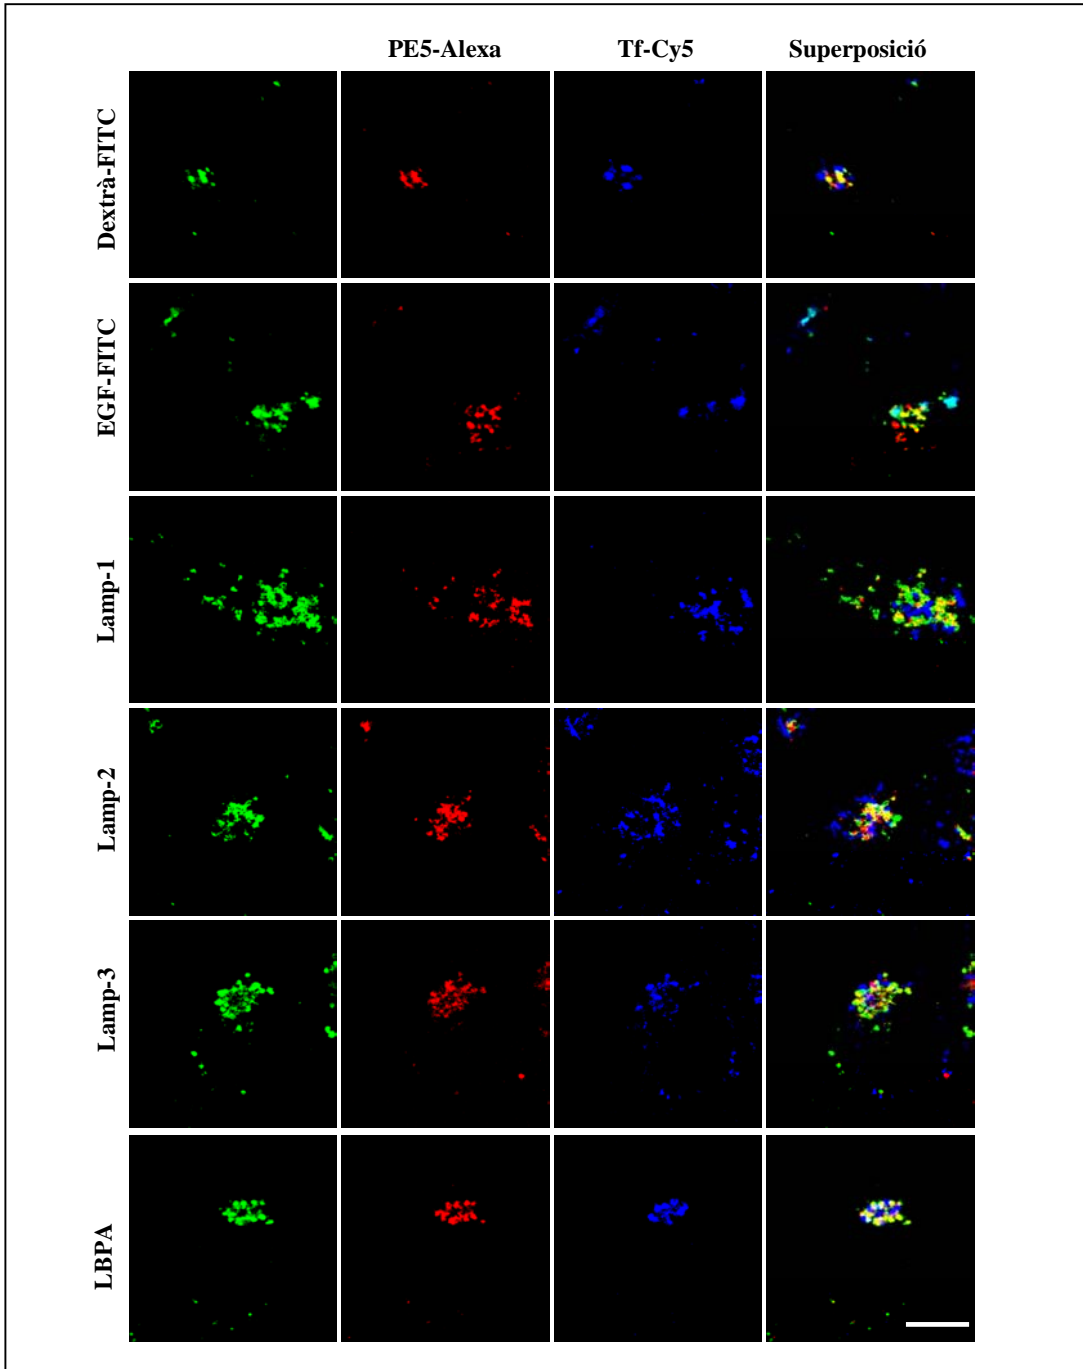 PE5-Alexa Tf-Cy5 Superposició
Dextrà-FITC
EGF-FITC
Lamp-1
Lamp-2
Lamp-3
LBPA